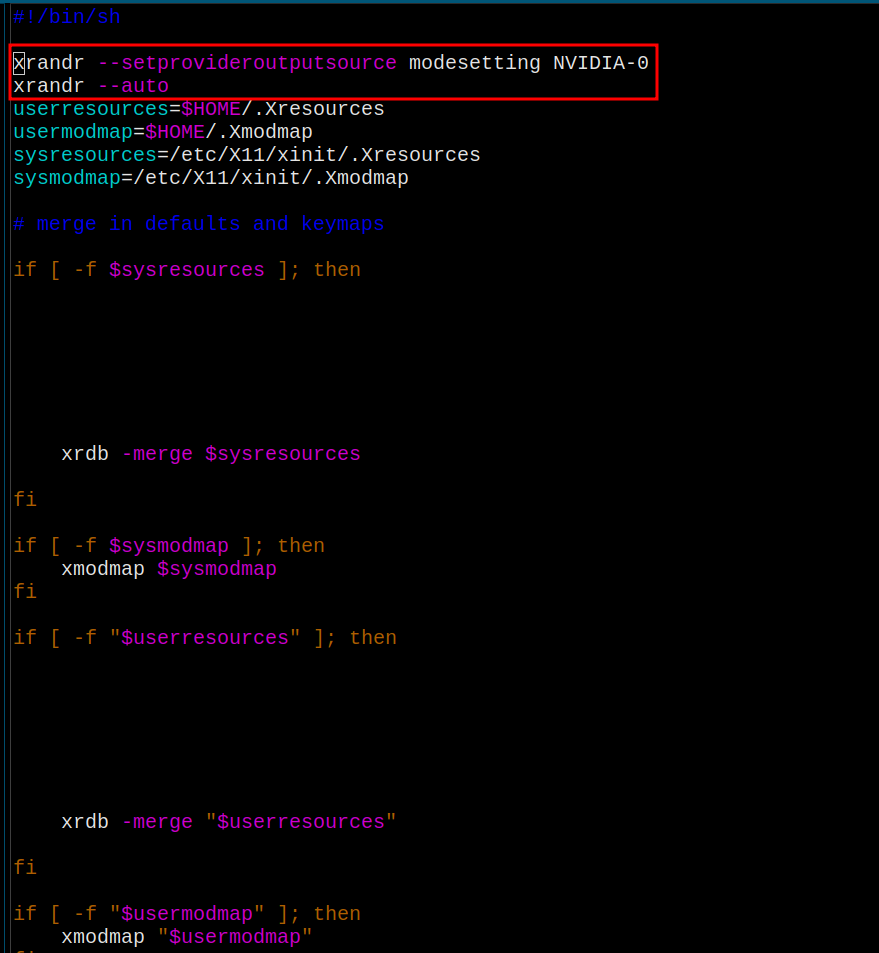 #!/bin/sh
xrandr --setprovideroutputsource modesetting NVIDIA-0
xrandr --auto
userresources=$HOME/.Xresources
usermodmap=$HOME/.Xmodmap
sysresources=/etc/X11/xinit/.Xresources
sysmodmap=/etc/X11/xinit/.Xmodmap
# merge in defaults and keymaps
if [ -f $sysresources ]; then
    xrdb -merge $sysresources
fi
if [ -f $sysmodmap ]; then
    xmodmap $sysmodmap
fi
if [ -f "$userresources" ]; then
    xrdb -merge "$userresources"
fi
if [ -f "$usermodmap" ]; then
    xmodmap "$usermodmap"